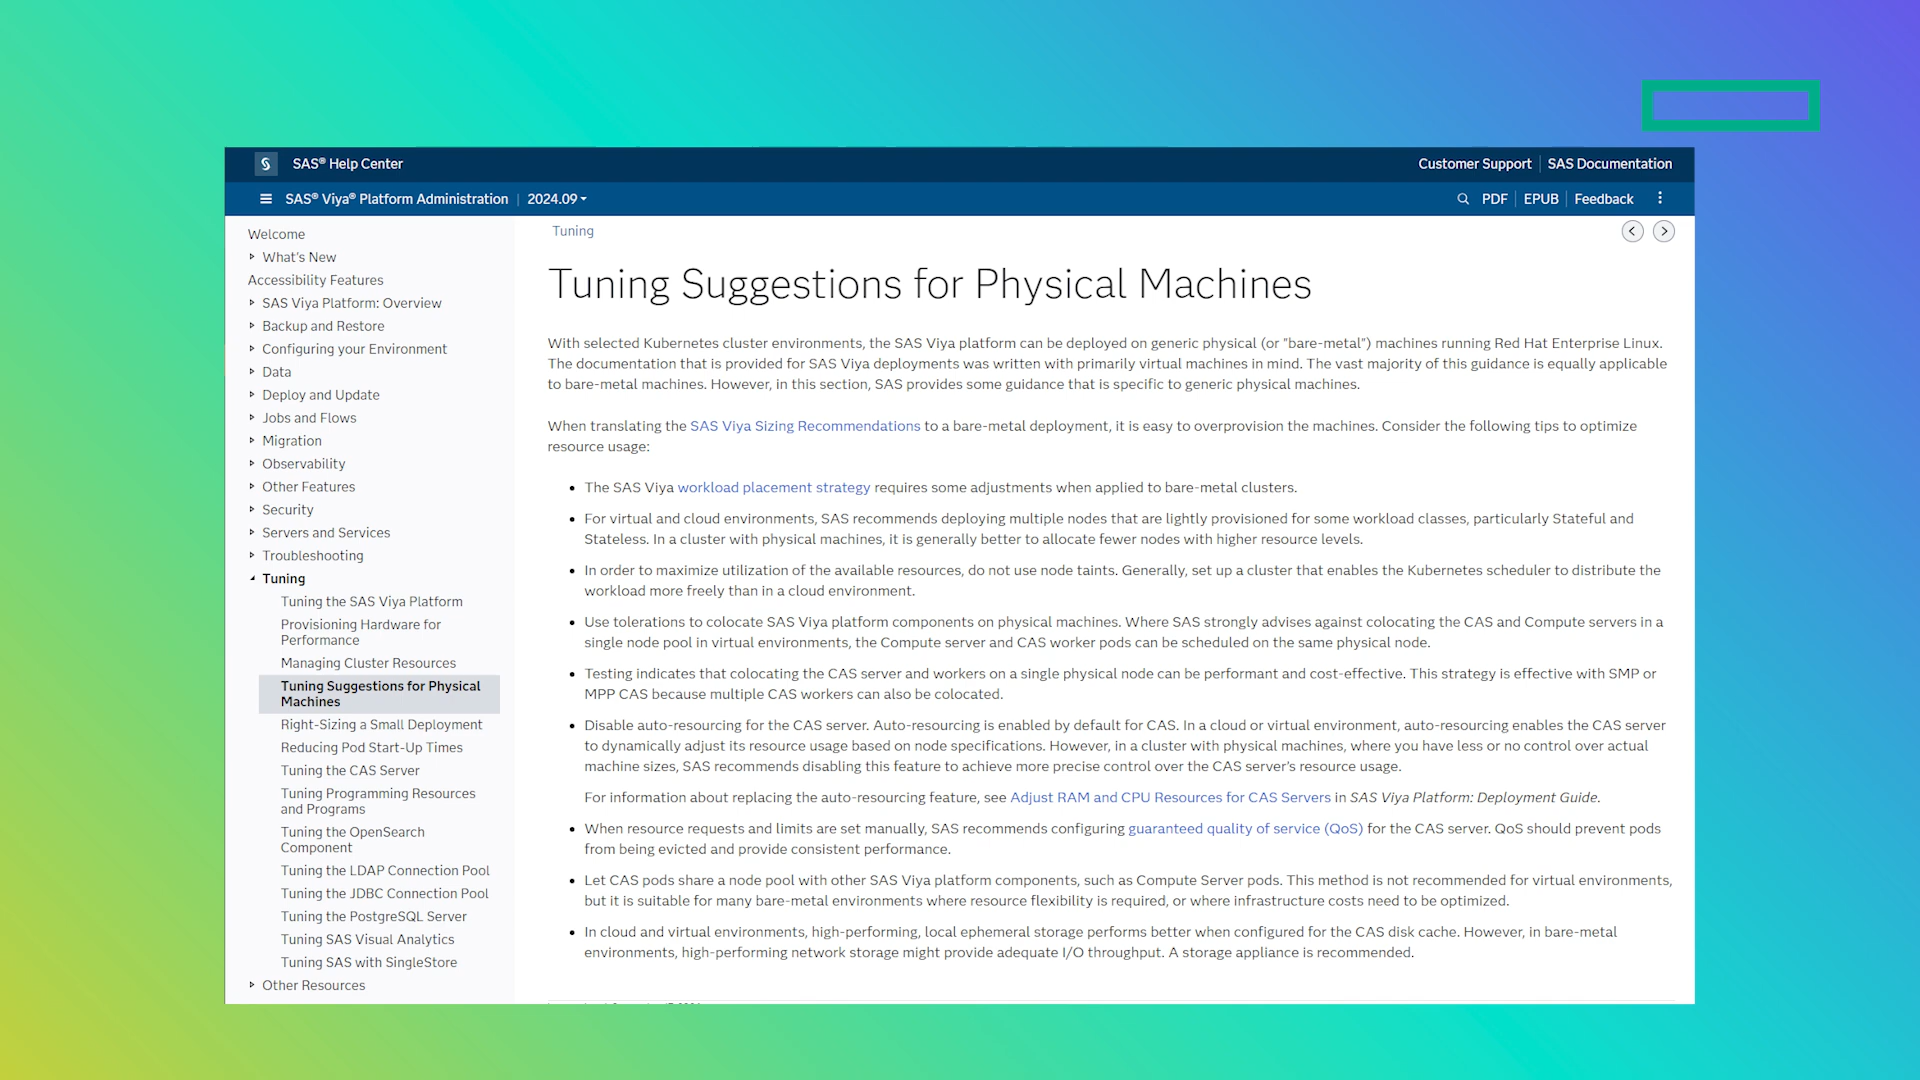 SAS® Help Center
Customer Support
SAS Documentation
SAS® Viya® Platform Administration
2024.09
PDF
EPUB
Feedback
Welcome
What's New
Accessibility Features
SAS Viya Platform: Overview
Backup and Restore
Configuring your Environment
Data
Deploy and Update
Jobs and Flows
Migration
Observability
Other Features
Security
Servers and Services
Troubleshooting
Tuning
Tuning the SAS Viya Platform
Provisioning Hardware for
Performance
Managing Cluster Resources
Tuning Suggestions for Physical
Machines
Right-Sizing a Small Deployment
Reducing Pod Start-Up Times
Tuning the CAS Server
Tuning Programming Resources
and Programs
Tuning the OpenSearch
Component
Tuning the LDAP Connection Pool
Tuning the JDBC Connection Pool
Tuning the PostgreSQL Server
Tuning SAS Visual Analytics
Tuning SAS with SingleStore
Other Resources
Tuning
Tuning Suggestions for Physical Machines
With selected Kubernetes cluster environments, the SAS Viya platform can be deployed on generic physical (or "bare-metal") machines running Red Hat Enterprise Linux.
The documentation that is provided for SAS Viya deployments was written with primarily virtual machines in mind. The vast majority of this guidance is equally applicable
to bare-metal machines. However, in this section, SAS provides some guidance that is specific to generic physical machines.
When translating the SAS Viya Sizing Recommendations to a bare-metal deployment, it is easy to overprovision the machines. Consider the following tips to optimize
resource usage:
• The SAS Viya workload placement strategy requires some adjustments when applied to bare-metal clusters.
• For virtual and cloud environments, SAS recommends deploying multiple nodes that are lightly provisioned for some workload classes, particularly Stateful and
Stateless. In a cluster with physical machines, it is generally better to allocate fewer nodes with higher resource levels.
• In order to maximize utilization of the available resources, do not use node taints. Generally, set up a cluster that enables the Kubernetes scheduler to distribute the
workload more freely than in a cloud environment.
• Use tolerations to colocate SAS Viya platform components on physical machines. Where SAS strongly advises against colocating the CAS and Compute servers in a
single node pool in virtual environments, the Compute server and CAS worker pods can be scheduled on the same physical node.
• Testing indicates that colocating the CAS server and workers on a single physical node can be performant and cost-effective. This strategy is effective with SMP or
MPP CAS because multiple CAS workers can also be colocated.
• Disable auto-resourcing for the CAS server. Auto-resourcing is enabled by default for CAS. In a cloud or virtual environment, auto-resourcing enables the CAS server
to dynamically adjust its resource usage based on node specifications. However, in a cluster with physical machines, where you have less or no control over actual
machine sizes, SAS recommends disabling this feature to achieve more precise control over the CAS server's resource usage.
For information about replacing the auto-resourcing feature, see Adjust RAM and CPU Resources for CAS Servers in SAS Viya Platform: Deployment Guide.
• When resource requests and limits are set manually, SAS recommends configuring guaranteed quality of service (QoS) for the CAS server. QoS should prevent pods
from being evicted and provide consistent performance.
• Let CAS pods share a node pool with other SAS Viya platform components, such as Compute Server pods. This method is not recommended for virtual environments,
but it is suitable for many bare-metal environments where resource flexibility is required, or where infrastructure costs need to be optimized.
• In cloud and virtual environments, high-performing, local ephemeral storage performs better when configured for the CAS disk cache. However, in bare-metal
environments, high-performing network storage might provide adequate I/O throughput. A storage appliance is recommended.